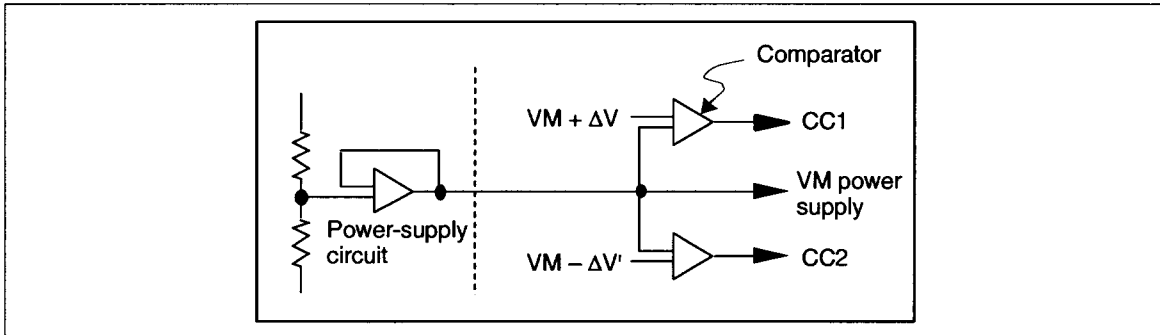 Comparator
VM + ΔV
CC1
VM power
supply
Power-supply
circuit
VM – ΔV'
CC2